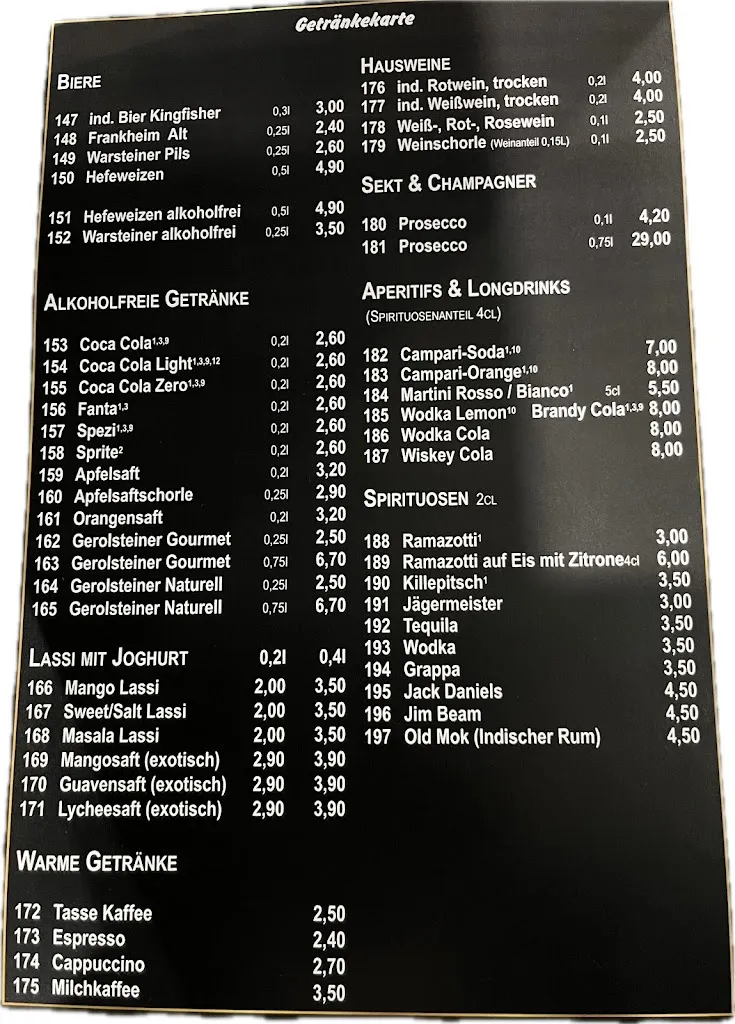 Getränkekarte
BIERE
147 ind. Bier Kingfisher 0,3l 3,00
148 Frankheim Alt 0,25l 2,40
149 Warsteiner Pils 0,25l 2,60
150 Hefeweizen 0,5l 4,90
151 Hefeweizen alkoholfrei 0,5l 4,90
152 Warsteiner alkoholfrei 0,25l 3,50
ALKOHOLFREIE GETRÄNKE
153 Coca Cola1,3,9 0,2l 2,60
154 Coca Cola Light1,3,9,12 0,2l 2,60
155 Coca Cola Zero1,3,9 0,2l 2,60
156 Fanta1,3 0,2l 2,60
157 Spezi1,3,9 0,2l 2,60
158 Sprite2 0,2l 2,60
159 Apfelsaft 0,2l 3,20
160 Apfelsaftschorle 0,25l 2,90
161 Orangensaft 0,2l 3,20
162 Gerolsteiner Gourmet 0,25l 2,50
163 Gerolsteiner Gourmet 0,75l 6,70
164 Gerolsteiner Naturell 0,25l 2,50
165 Gerolsteiner Naturell 0,75l 6,70
LASSI MIT JOGHURT 0,2l 0,4l
166 Mango Lassi 2,00 3,50
167 Sweet/Salt Lassi 2,00 3,50
168 Masala Lassi 2,00 3,50
169 Mangosaft (exotisch) 2,90 3,90
170 Guavensaft (exotisch) 2,90 3,90
171 Lycheesaft (exotisch) 2,90 3,90
WARME GETRÄNKE
172 Tasse Kaffee 2,50
173 Espresso 2,40
174 Cappuccino 2,70
175 Milchkaffee 3,50
HAUSWEINE
176 ind. Rotwein, trocken 0,2l 4,00
177 ind. Weißwein, trocken 0,2l 4,00
178 Weiß-, Rot-, Rosewein 0,1l 2,50
179 Weinschorle (Weinanteil 0,15L) 0,1l 2,50
SEKT & CHAMPAGNER
180 Prosecco 0,1l 4,20
181 Prosecco 0,75l 29,00
APERITIFS & LONGDRINKS
(SPIRITUOSENANTEIL 4CL)
182 Campari-Soda1,10 7,00
183 Campari-Orange1,10 8,00
184 Martini Rosso / Bianco1 5cl 5,50
185 Wodka Lemon10 Brandy Cola1,3,9 8,00
186 Wodka Cola 8,00
187 Wiskey Cola 8,00
SPIRITUOSEN 2CL
188 Ramazotti1 3,00
189 Ramazotti auf Eis mit Zitrone4cl 6,00
190 Killepitsch1 3,50
191 Jägermeister 3,00
192 Tequila 3,50
193 Wodka 3,50
194 Grappa 3,50
195 Jack Daniels 4,50
196 Jim Beam 4,50
197 Old Mok (Indischer Rum) 4,50